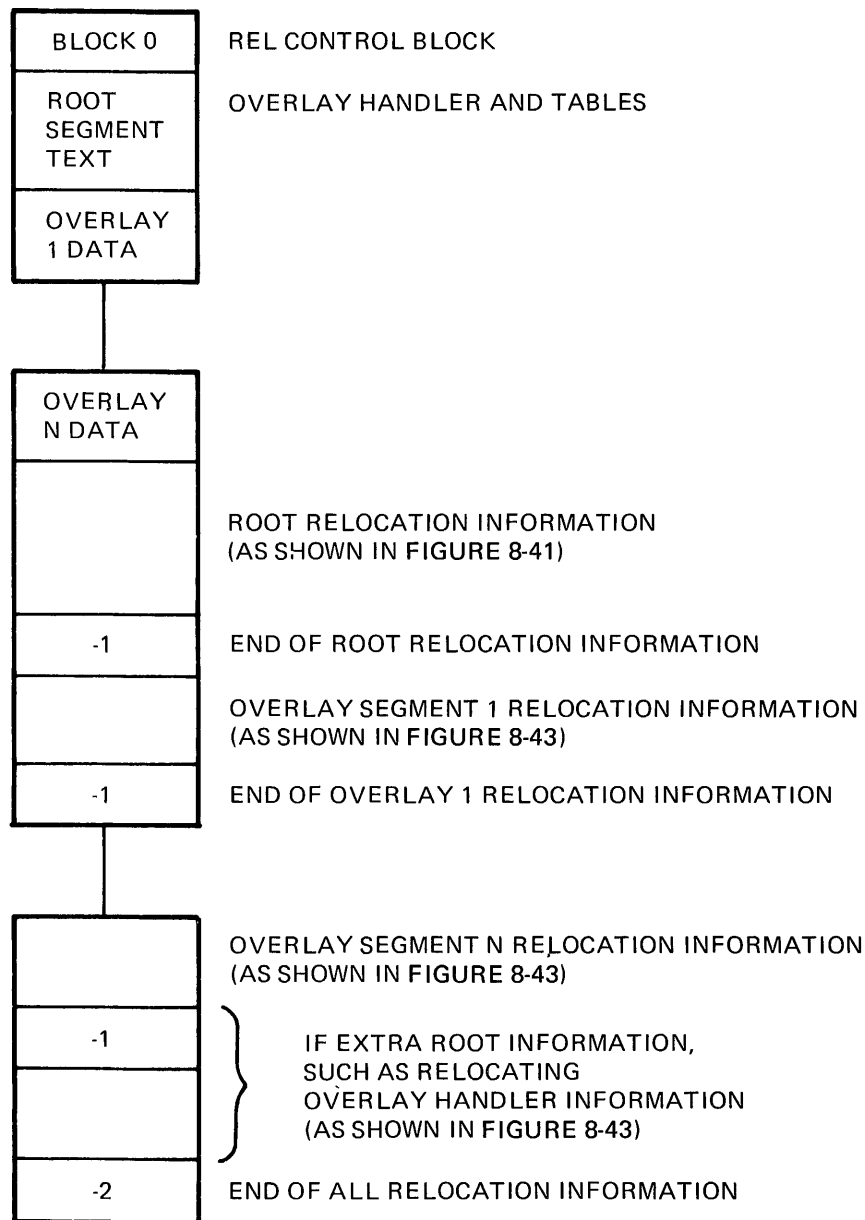 BLOCK 0 REL CONTROL BLOCK
ROOT OVERLAY HANDLER AND TABLES
SEGMENT
TEXT
OVERLAY
1 DATA
OVERLAY
N DATA
ROOT RELOCATION INFORMATION
(AS SHOWN IN FIGURE 8-41)
-1 END OF ROOT RELOCATION INFORMATION
OVERLAY SEGMENT 1 RELOCATION INFORMATION
(AS SHOWN IN FIGURE 8-43)
-1 END OF OVERLAY 1 RELOCATION INFORMATION
OVERLAY SEGMENT N RELOCATION INFORMATION
(AS SHOWN IN FIGURE 8-43)
-1 IF EXTRA ROOT INFORMATION,
SUCH AS RELOCATING
OVERLAY HANDLER INFORMATION
(AS SHOWN IN FIGURE 8-43)
-2 END OF ALL RELOCATION INFORMATION